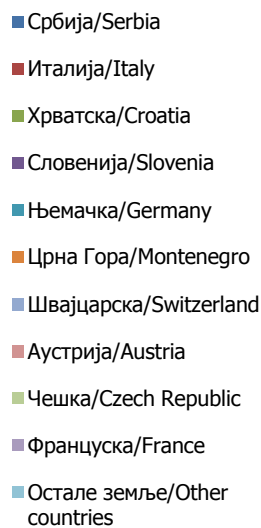 Србија/Serbia
Италија/Italy
Хрватска/Croatia
Словенија/Slovenia
Њемачка/Germany
Црна Гора/Montenegro
Швајцарска/Switzerland
Аустрија/Austria
Чешка/Czech Republic
Француска/France
Остале земље/Other
countries